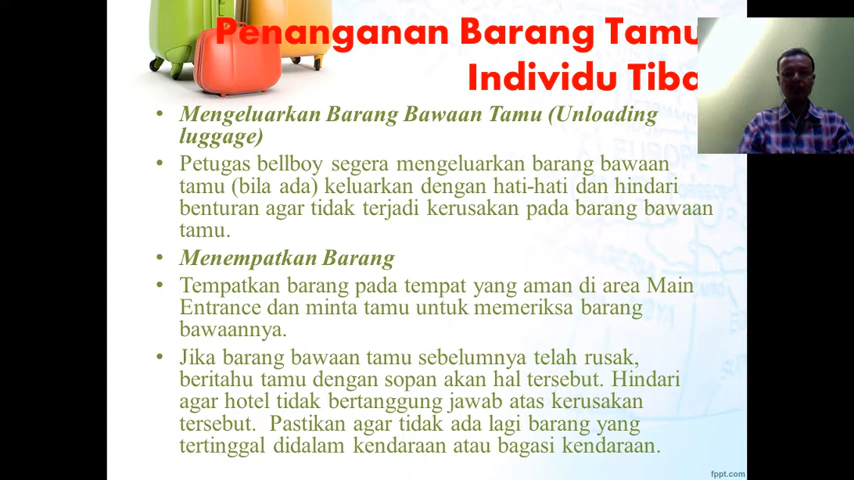 Penanganan Barang Tamu
Individu Tiba
• Mengeluarkan Barang Bawaan Tamu (Unloading
luggage)
• Petugas bellboy segera mengeluarkan barang bawaan
tamu (bila ada) keluarkan dengan hati-hati dan hindari
benturan agar tidak terjadi kerusakan pada barang bawaan
tamu.
• Menempatkan Barang
• Tempatkan barang pada tempat yang aman di area Main
Entrance dan minta tamu untuk memeriksa barang
bawaannya.
• Jika barang bawaan tamu sebelumnya telah rusak,
beritahu tamu dengan sopan akan hal tersebut. Hindari
agar hotel tidak bertanggung jawab atas kerusakan
tersebut.  Pastikan agar tidak ada lagi barang yang
tertinggal didalam kendaraan atau bagasi kendaraan.
fppt.com